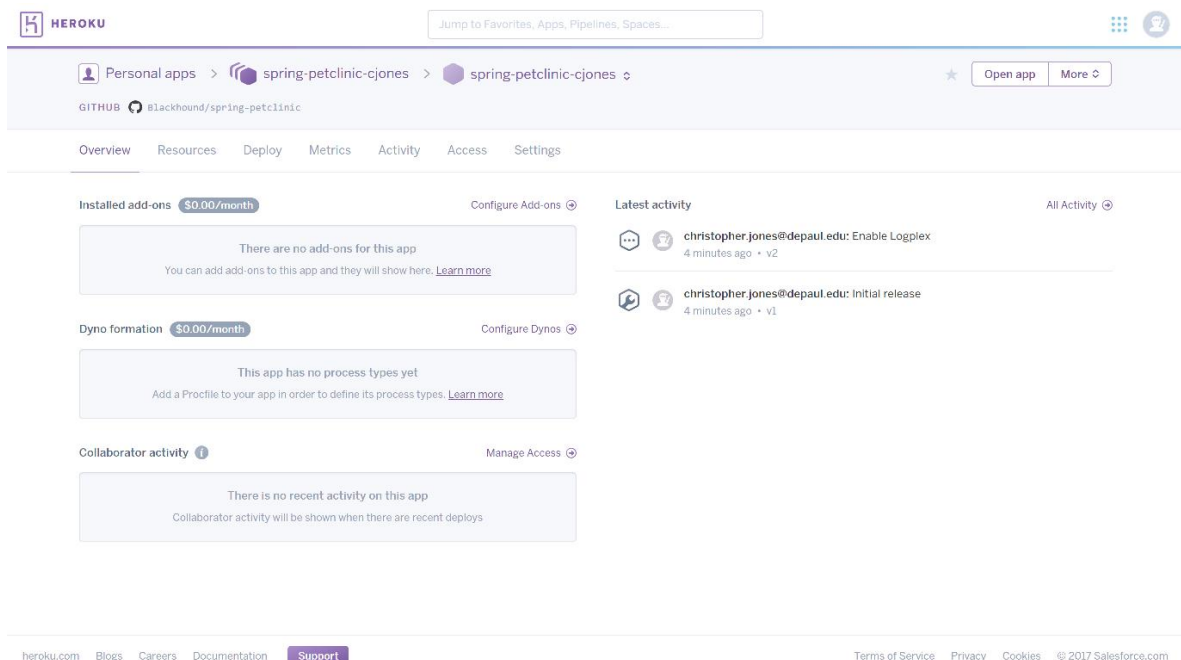 HEROKU
Jump to Favorites, Apps, Pipelines, Spaces...
Personal apps > spring-petclinic-cjones > spring-petclinic-cjones
Open app
More
GITHUB Blackhound/spring-petclinic
Overview Resources Deploy Metrics Activity Access Settings
Installed add-ons $0.00/month
Configure Add-ons
There are no add-ons for this app
You can add add-ons to this app and they will show here. Learn more
Dyno formation $0.00/month
Configure Dynos
This app has no process types yet
Add a Procfile to your app in order to define its process types. Learn more
Collaborator activity i
Manage Access
There is no recent activity on this app
Collaborator activity will be shown when there are recent deploys
Latest activity
All Activity
christopher.jones@depaul.edu: Enable Logplex
4 minutes ago • v2
christopher.jones@depaul.edu: Initial release
4 minutes ago • v1
heroku.com Blogs Careers Documentation Support
Terms of Service Privacy Cookies © 2017 Salesforce.com